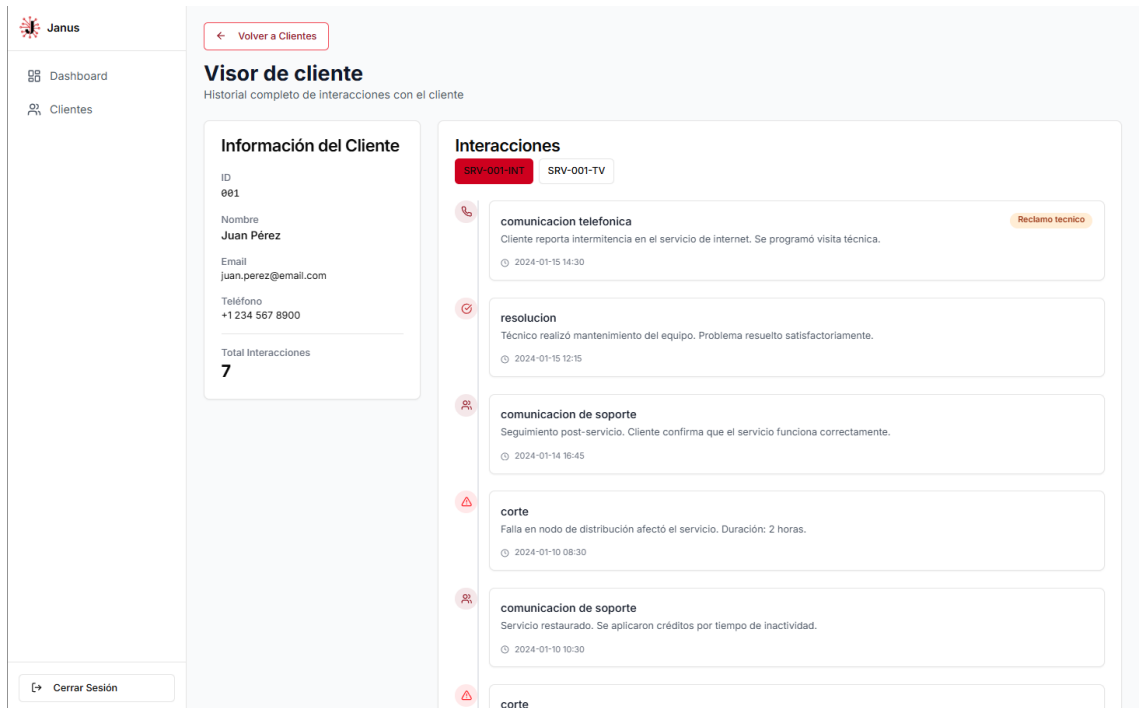 J
Janus
Dashboard
Clientes
Cerrar Sesión
← Volver a Clientes
Visor de cliente
Historial completo de interacciones con el cliente
Información del Cliente
ID
001
Nombre
Juan Pérez
Email
juan.perez@email.com
Teléfono
+1 234 567 8900
Total Interacciones
7
Interacciones
SRV-001-INT SRV-001-TV
comunicacion telefonica Reclamo tecnico
Cliente reporta intermitencia en el servicio de internet. Se programó visita técnica.
2024-01-15 14:30
resolucion
Técnico realizó mantenimiento del equipo. Problema resuelto satisfactoriamente.
2024-01-15 12:15
comunicacion de soporte
Seguimiento post-servicio. Cliente confirma que el servicio funciona correctamente.
2024-01-14 16:45
corte
Falla en nodo de distribución afectó el servicio. Duración: 2 horas.
2024-01-10 08:30
comunicacion de soporte
Servicio restaurado. Se aplicaron créditos por tiempo de inactividad.
2024-01-10 10:30
corte